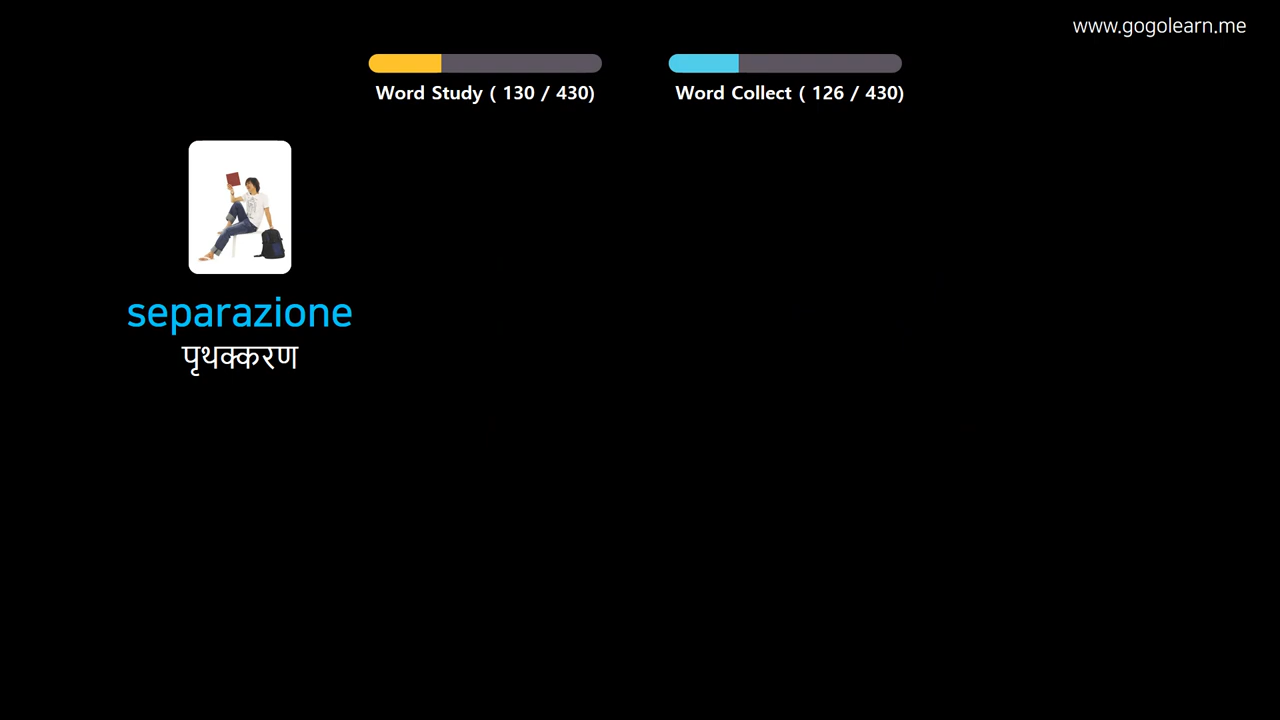 www.gogolearn.me
Word Study ( 130 / 430)
Word Collect ( 126 / 430)
separazione
पृथक्करण